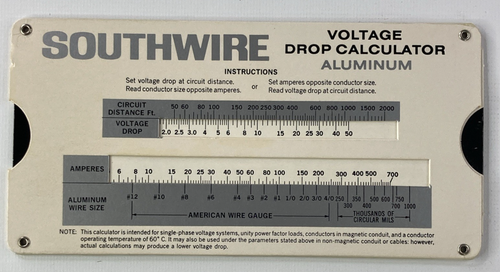 SOUTHWIRE
VOLTAGE
DROP CALCULATOR
ALUMINUM
INSTRUCTIONS
Set voltage drop at circuit distance. or Set amperes opposite conductor size.
Read conductor size opposite amperes. Read voltage drop at circuit distance.
CIRCUIT DISTANCE Ft. 50 60 80 100 150 200 250 300 400 600 800 1000 1500 2000
VOLTAGE DROP 2.0 2.5 3.0 4 5 6 8 10 15 20 25 30 40 50
AMPERES 6 8 10 15 20 30 40 50 60 80 100 150 200 300 400 500 700
ALUMINUM WIRE SIZE #12 #10 #8 #6 #4 #3 #2 #1 1/0 2/0 3/0 4/0 250 300 350 400 500 600 700 750 1000
AMERICAN WIRE GAUGE
THOUSANDS OF CIRCULAR MILS
NOTE: This calculator is intended for single-phase voltage systems, unity power factor loads, conductors in magnetic conduit, and a conductor
operating temperature of 60° C. It may also be used under the parameters stated above in non-magnetic conduit or cables; however,
actual calculations may produce a lower voltage drop.